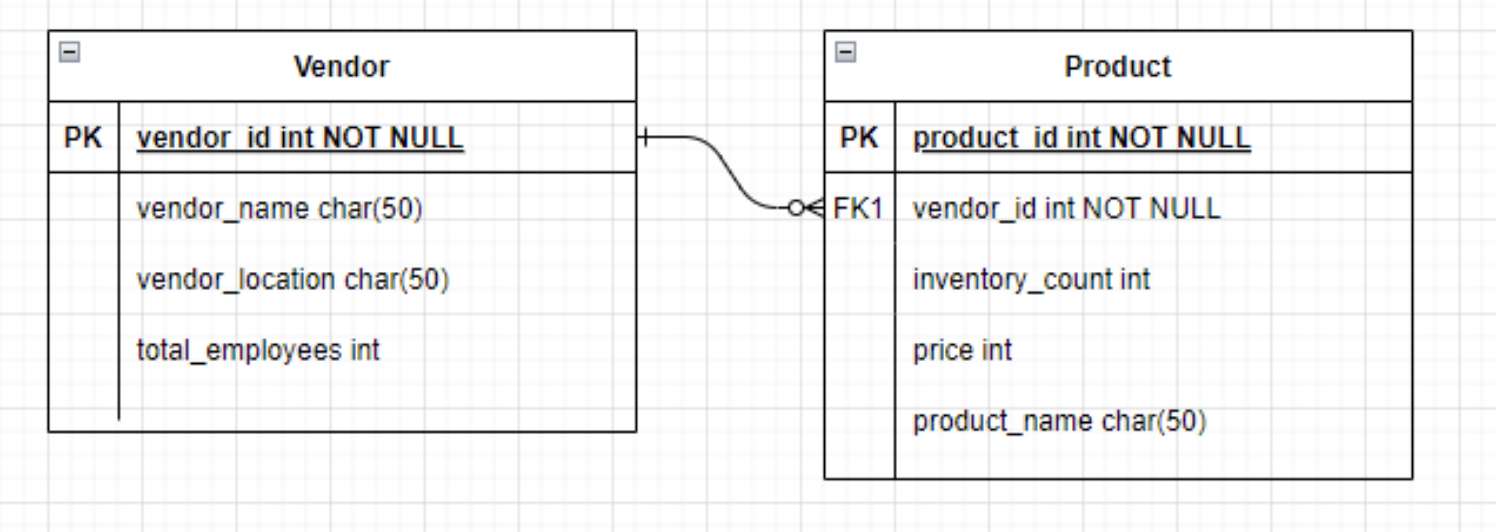 Vendor
PK vendor_id int NOT NULL
vendor_name char(50)
vendor_location char(50)
total_employees int
Product
PK product_id int NOT NULL
FK1 vendor_id int NOT NULL
inventory_count int
price int
product_name char(50)